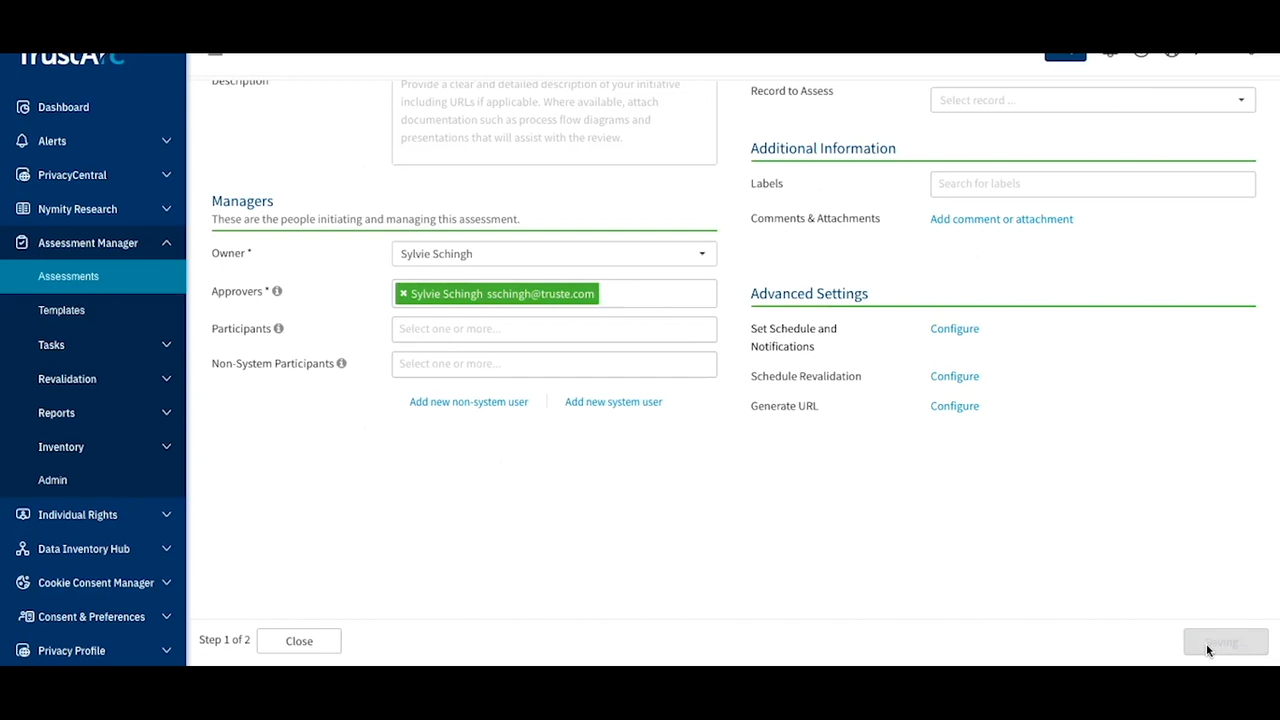 TrustArc
Dashboard
Alerts
PrivacyCentral
Nymity Research
Assessment Manager
Assessments
Templates
Tasks
Revalidation
Reports
Inventory
Admin
Individual Rights
Data Inventory Hub
Cookie Consent Manager
Consent & Preferences
Privacy Profile
Description
Provide a clear and detailed description of your initiative
including URLs if applicable. Where available, attach
documentation such as process flow diagrams and
presentations that will assist with the review.
Managers
These are the people initiating and managing this assessment.
Owner *
Sylvie Schingh
Approvers *
Sylvie Schingh sschingh@truste.com
Participants
Select one or more...
Non-System Participants
Select one or more...
Add new non-system user
Add new system user
Record to Assess
Select record ...
Additional Information
Labels
Search for labels
Comments & Attachments
Add comment or attachment
Advanced Settings
Set Schedule and
Notifications
Configure
Schedule Revalidation
Configure
Generate URL
Configure
Step 1 of 2
Close